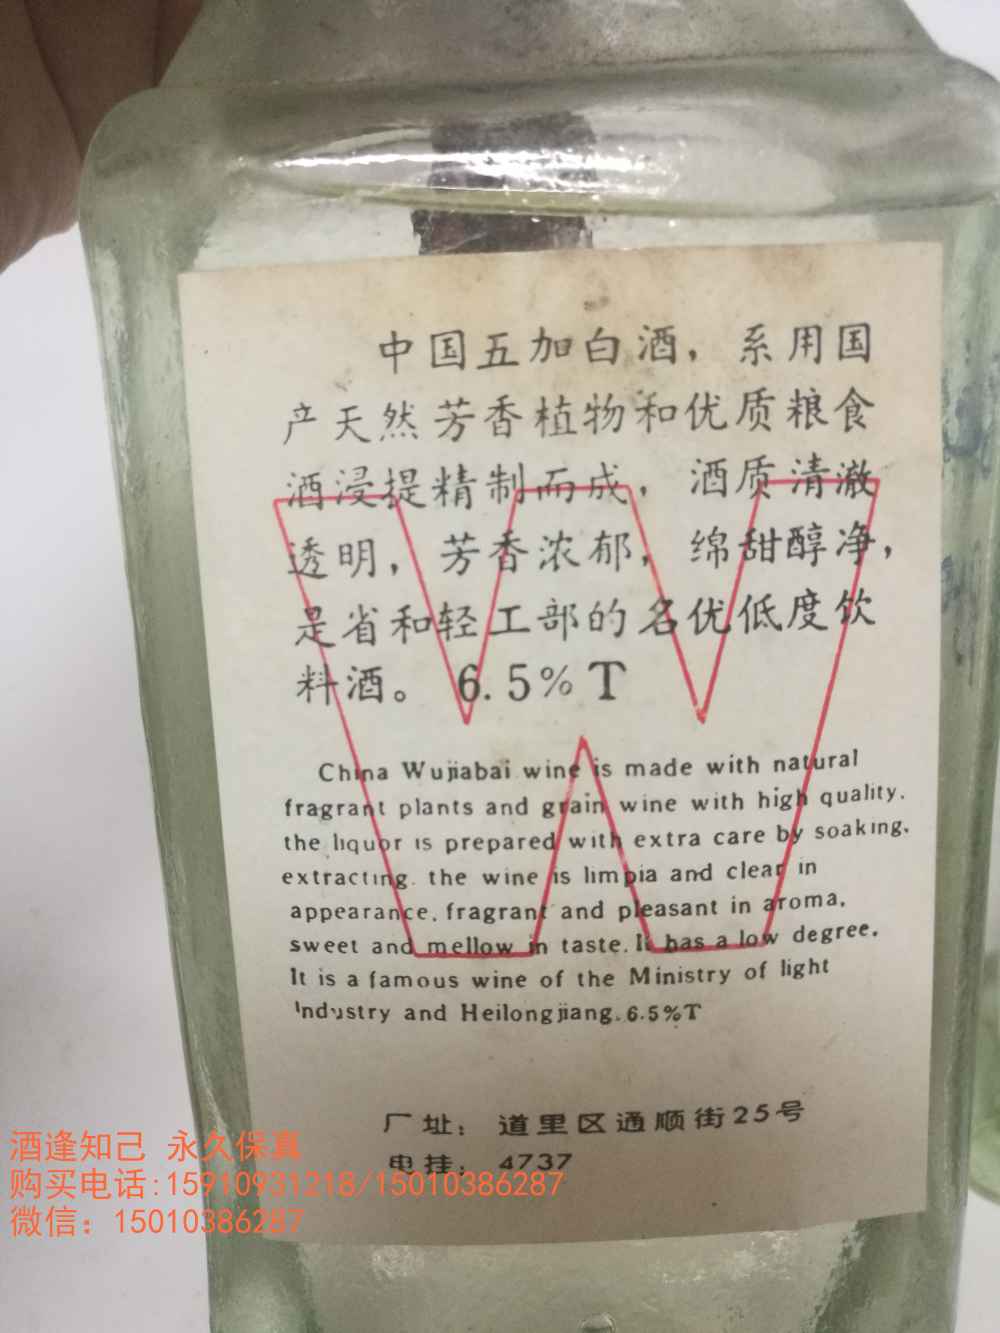 中国五加白酒，系用国
产天然芳香植物和优质粮食
酒浸提精制而成，酒质清澈
透明，芳香浓郁，绵甜醇净，
是省和轻工部的名优低度饮
料酒。6.5%T
China Wujiabai wine is made with natural
fragrant plants and grain wine with high quality.
the liquor is prepared with extra care by soaking.
extracting. the wine is limpia and clear in
appearance. fragrant and pleasant in aroma.
sweet and mellow in taste. It has a low degree.
It is a famous wine of the Ministry of light
Industry and Heilongjiang. 6.5%T
厂址：道里区通顺街25号
电挂：4737
酒逢知己 永久保真
购买电话:15910931218/15010386287
微信：15010386287